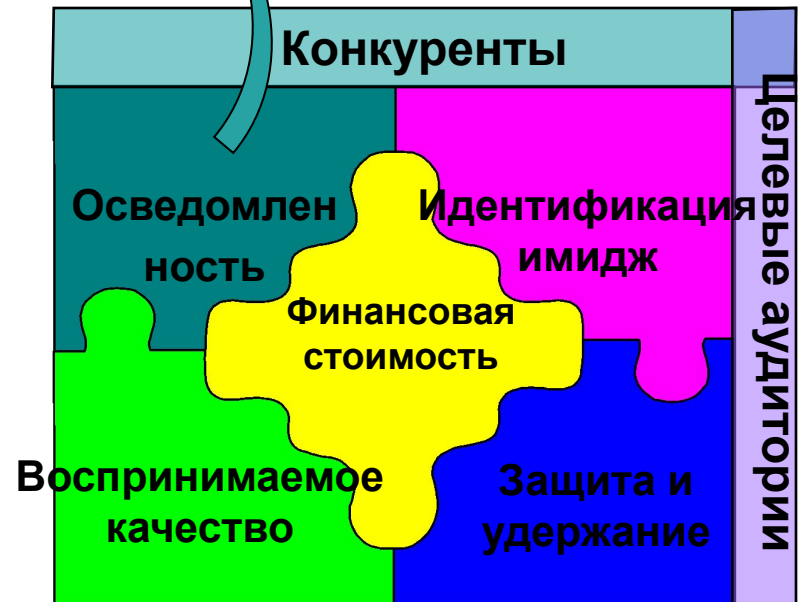 Конкуренты
Целевые аудитории
Осведомлен
ность
Идентификация
имидж
Финансовая
стоимость
Воспринимаемое
качество
Защита и
удержание